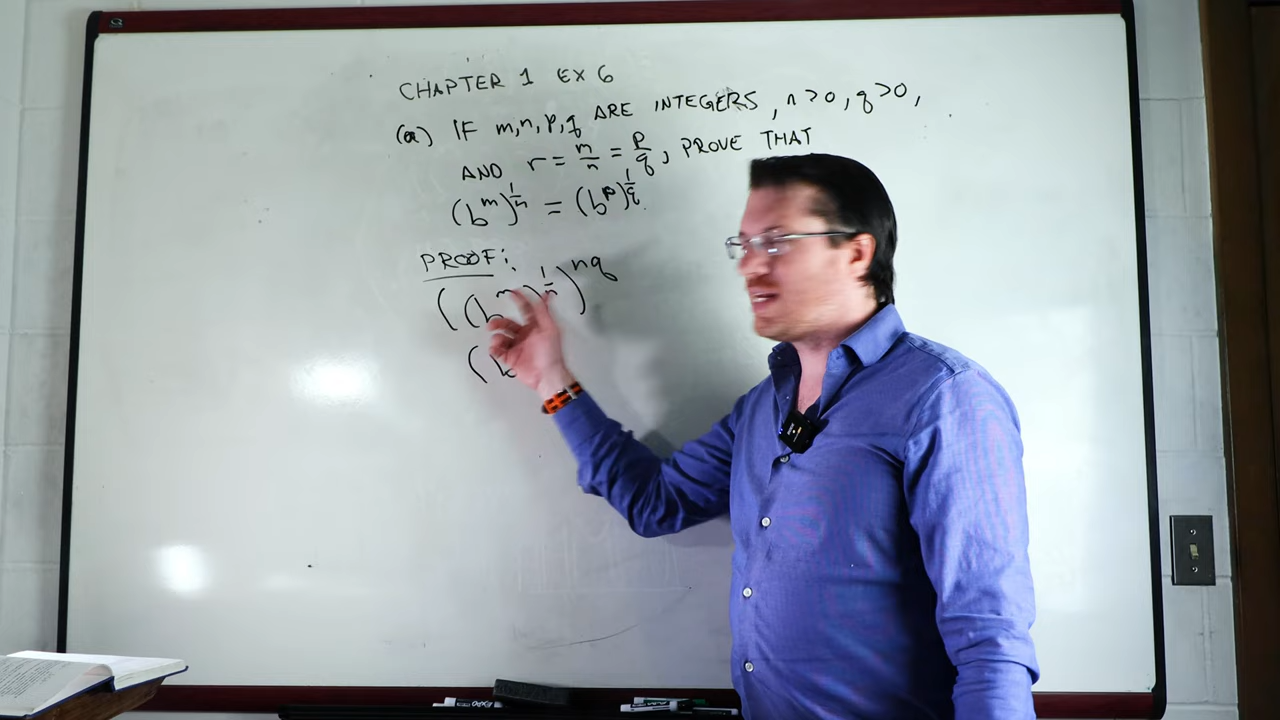 CHAPTER 1 EX 6
(a) IF m,n,p,q ARE INTEGERS, n>0, q>0,
AND r = m/n = p/q, PROVE THAT
(b^m)^(1/n) = (b^p)^(1/q).
PROOF:
((b^m)^(1/n))^nq
(b